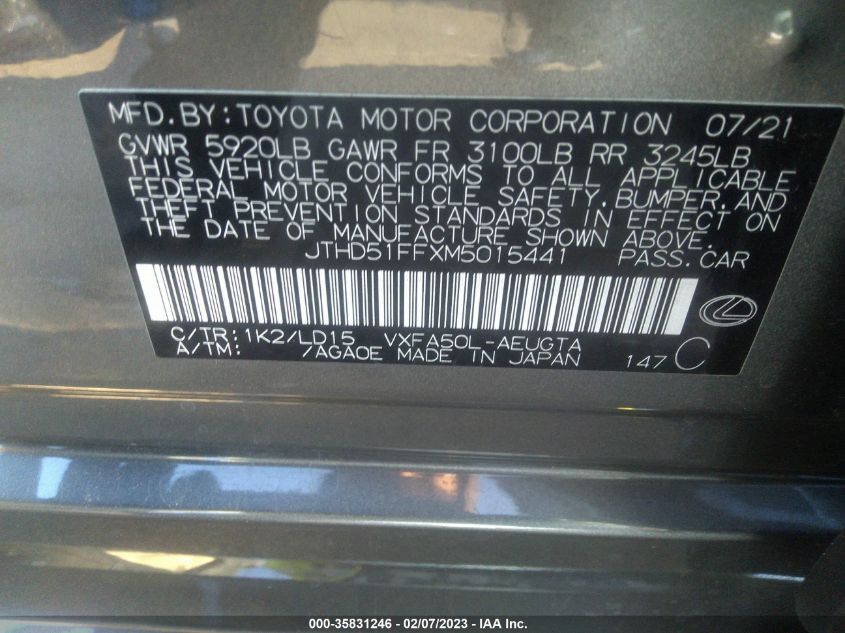 MFD.BY:TOYOTA MOTOR CORPORATION 07/21
GVWR 5920LB GAWR FR 3100LB RR 3245LB
THIS VEHICLE CONFORMS TO ALL APPLICABLE
FEDERAL MOTOR VEHICLE SAFETY,BUMPER,AND
THEFT PREVENTION STANDARDS IN EFFECT ON
THE DATE OF MANUFACTURE SHOWN ABOVE.
JTHD51FFXM5015441 PASS.CAR
C/TR:1K2/LD15 VXFA50L-AEUGTA
A/TM: /AGA0E MADE IN JAPAN 147 C
000-35831246 — 02/07/2023 — IAA Inc.